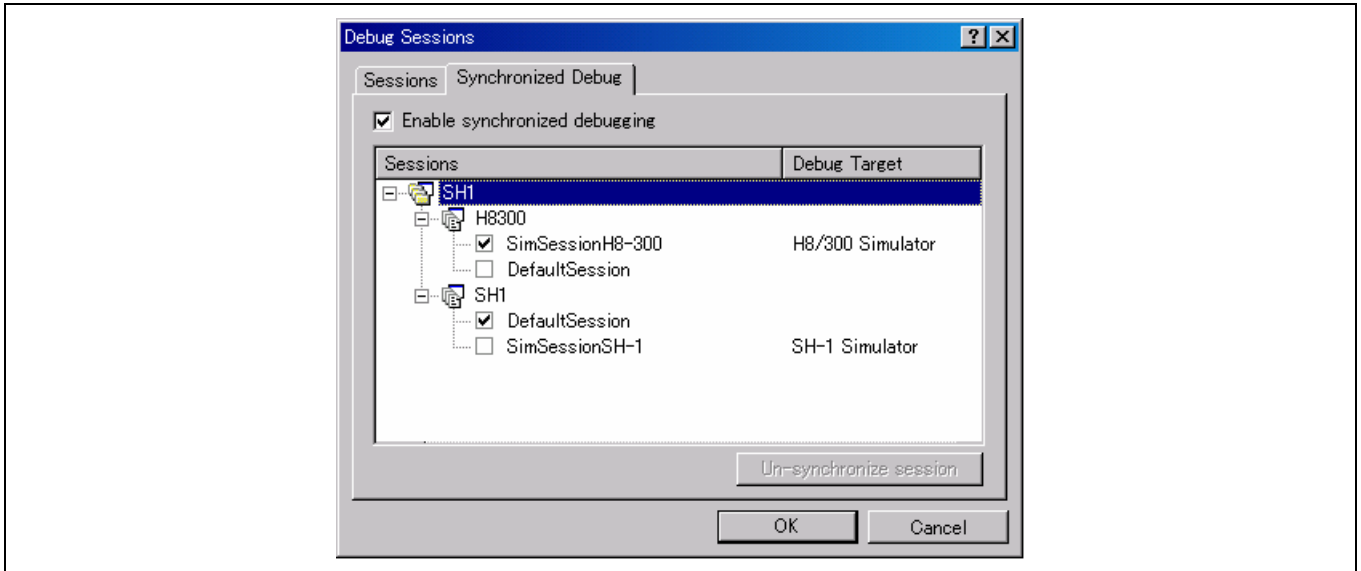 Debug Sessions
Sessions Synchronized Debug
Enable synchronized debugging
Sessions Debug Target
SH1
H8300
SimSessionH8-300 H8/300 Simulator
DefaultSession
SH1
DefaultSession
SimSessionSH-1 SH-1 Simulator
Un-synchronize session
OK Cancel